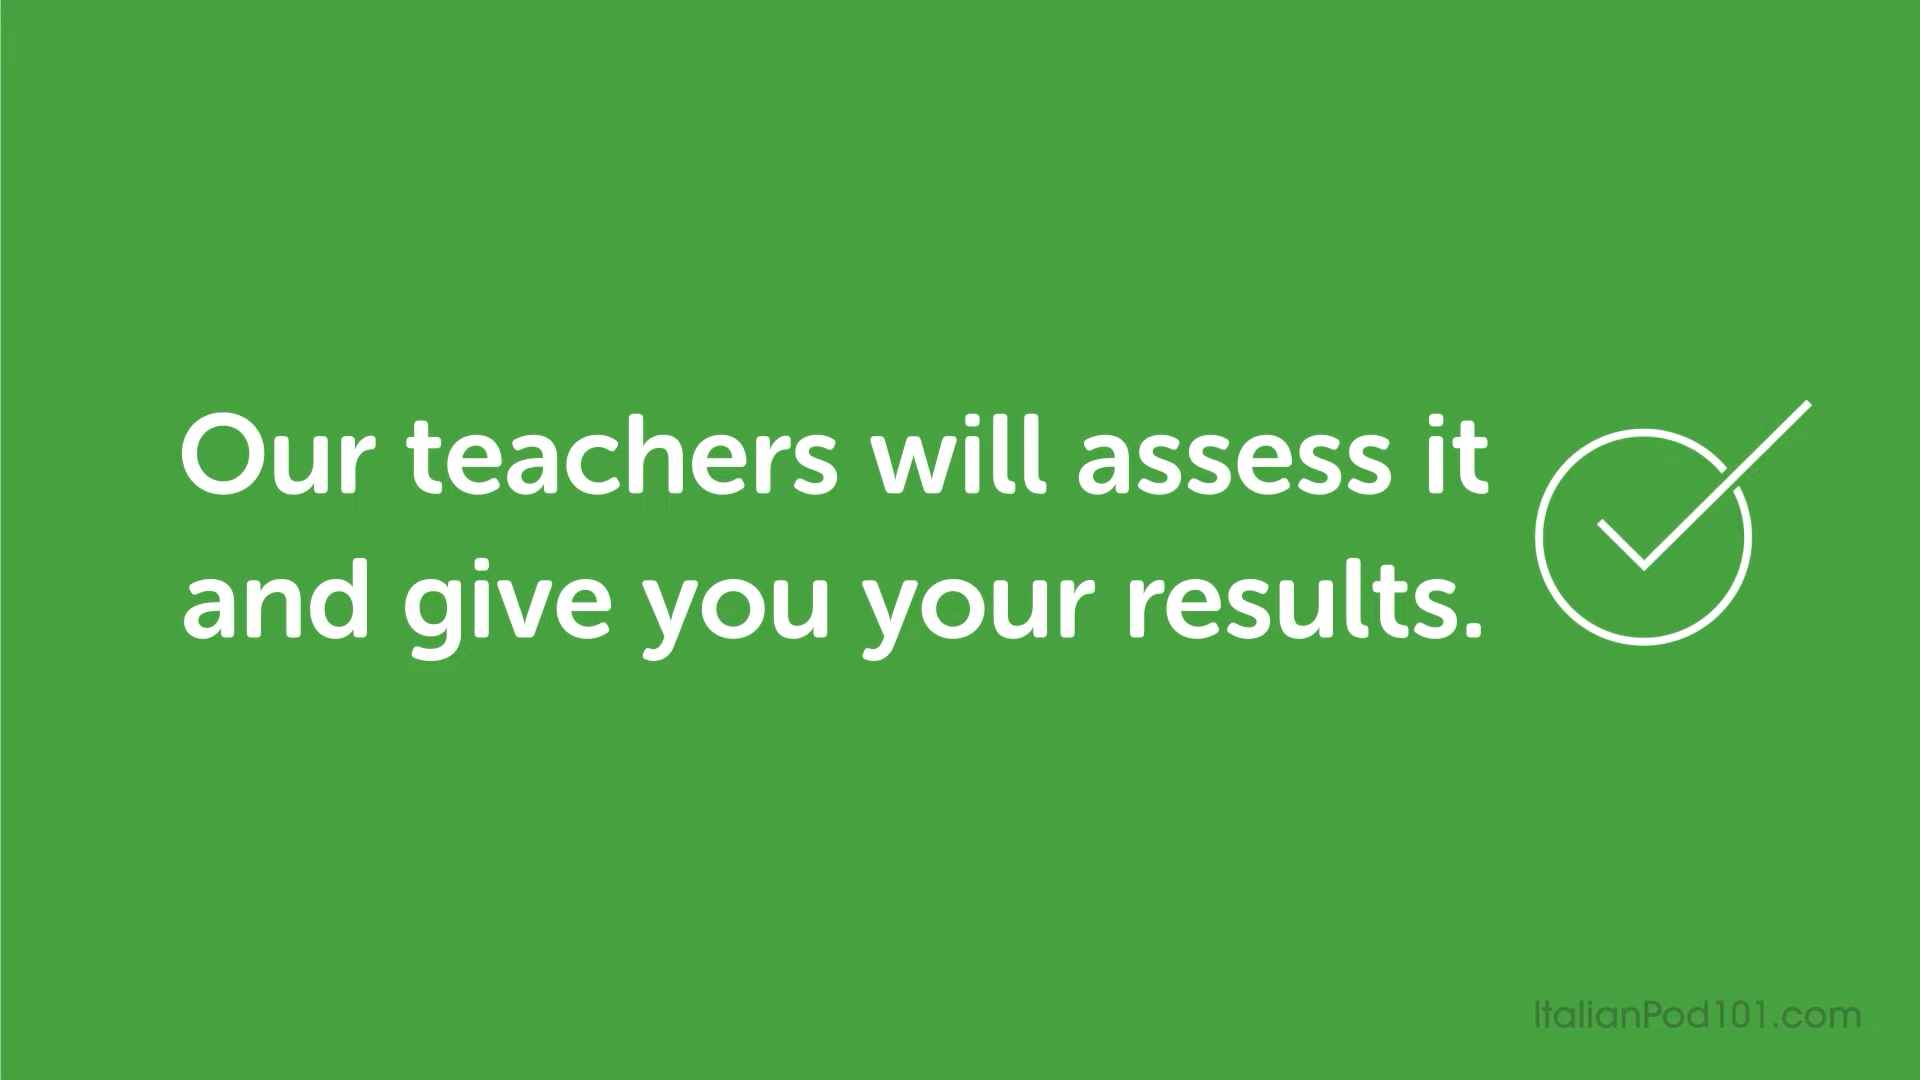 Our teachers will assess it
and give you your results.
ItalianPod101.com